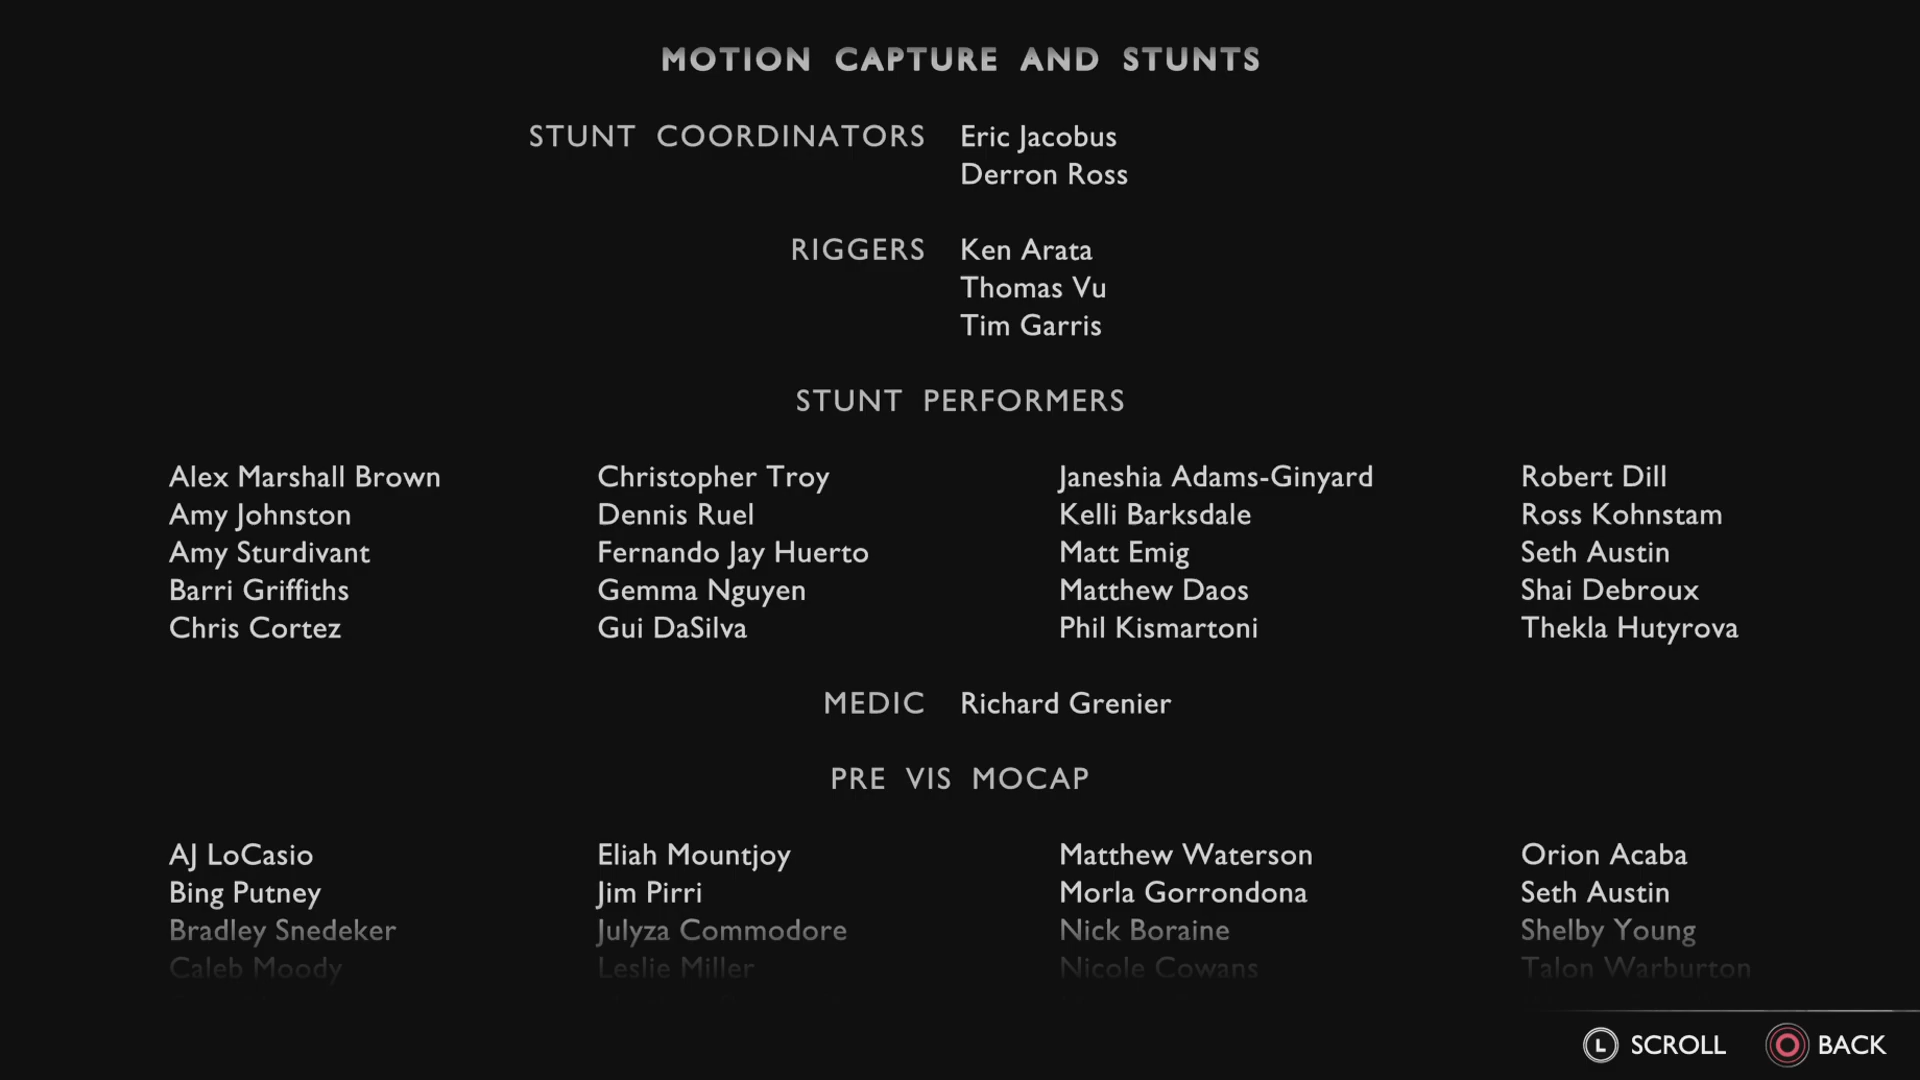 MOTION CAPTURE AND STUNTS
STUNT COORDINATORS Eric Jacobus
Derron Ross
RIGGERS Ken Arata
Thomas Vu
Tim Garris
STUNT PERFORMERS
Alex Marshall Brown Christopher Troy Janeshia Adams-Ginyard Robert Dill
Amy Johnston Dennis Ruel Kelli Barksdale Ross Kohnstam
Amy Sturdivant Fernando Jay Huerto Matt Emig Seth Austin
Barri Griffiths Gemma Nguyen Matthew Daos Shai Debroux
Chris Cortez Gui DaSilva Phil Kismartoni Thekla Hutyrova
MEDIC Richard Grenier
PRE VIS MOCAP
AJ LoCasio Eliah Mountjoy Matthew Waterson Orion Acaba
Bing Putney Jim Pirri Morla Gorrondona Seth Austin
Bradley Snedeker Julyza Commodore Nick Boraine Shelby Young
Caleb Moody Leslie Miller Nicole Cowans Talon Warburton
L SCROLL BACK